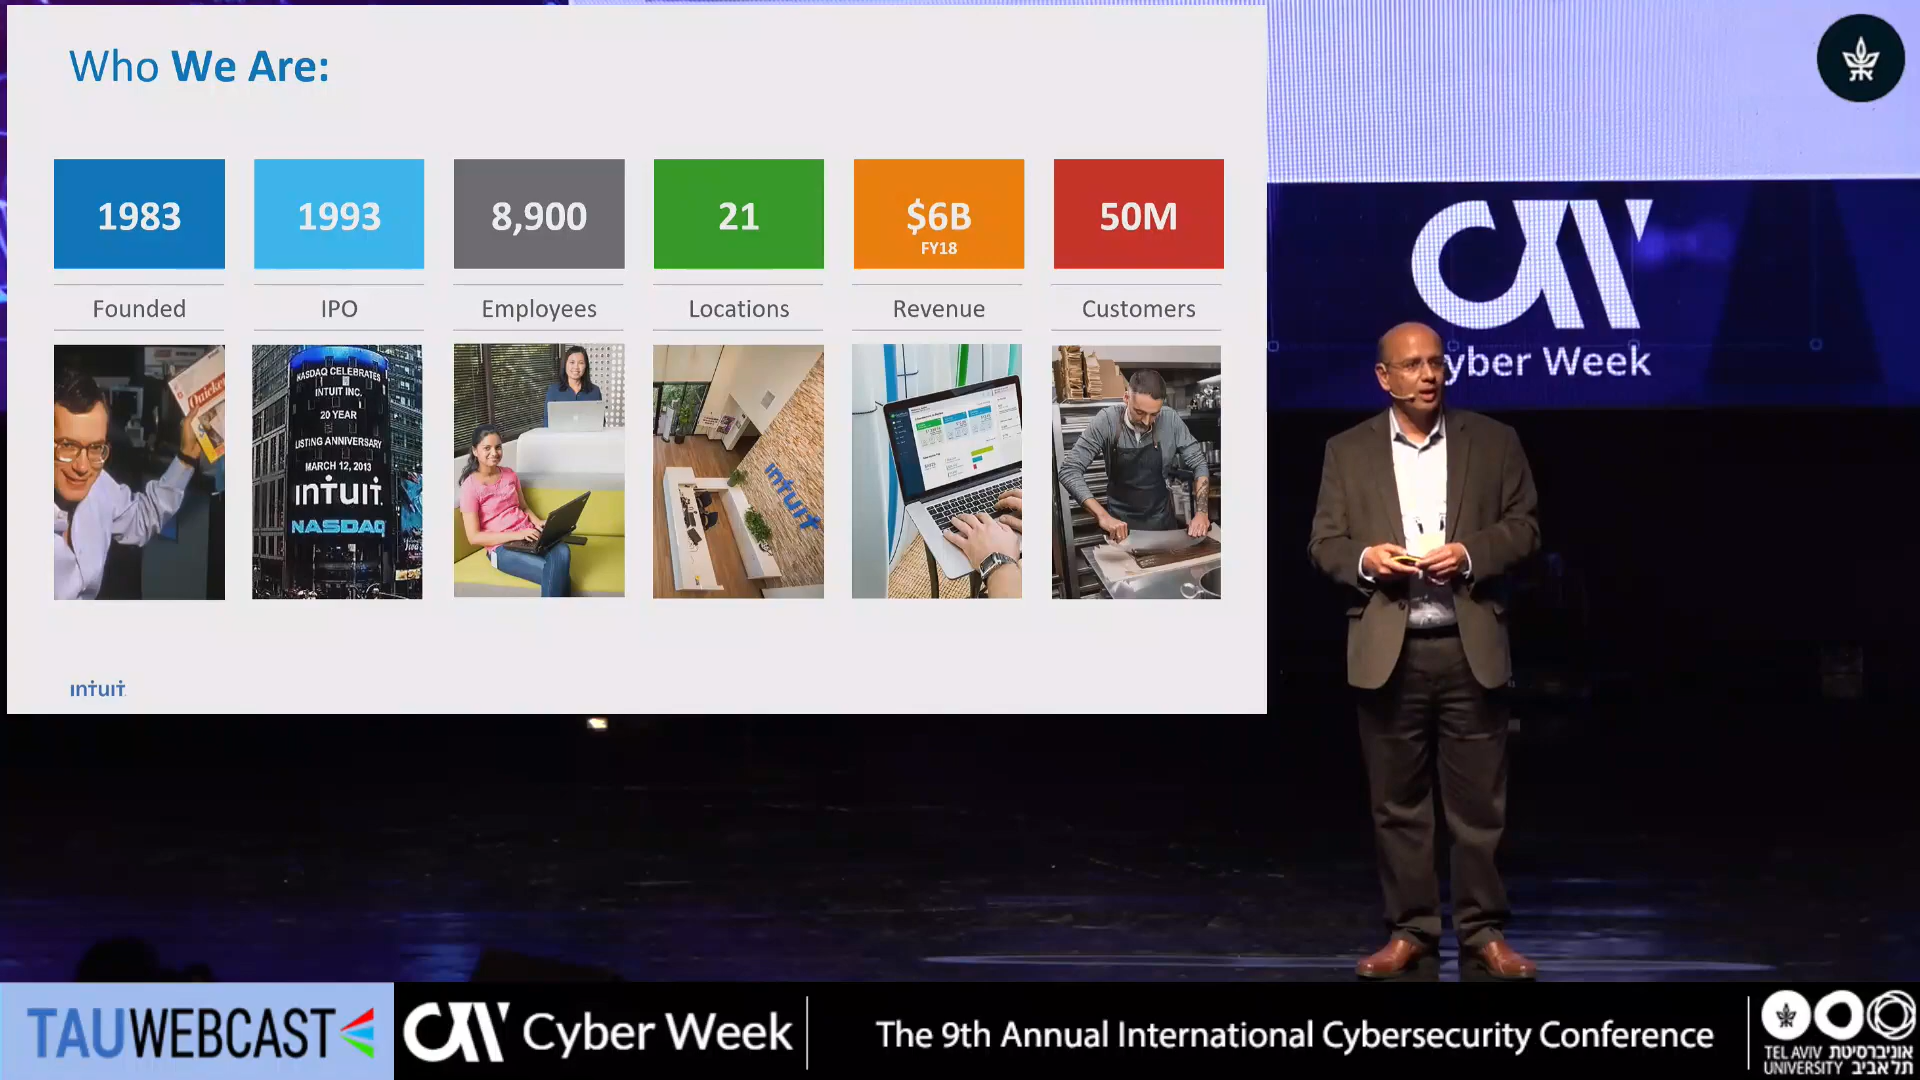 Who We Are:
1983
1993
8,900
21
$6B
FY18
50M
Founded
IPO
Employees
Locations
Revenue
Customers
Quicken
NASDAQ CELEBRATES
INTUIT INC.
20 YEAR
LISTING ANNIVERSARY
MARCH 12, 2013
intuit
NASDAQ
intuit
intuit
yber Week
TAUWEBCAST
Cyber Week
The 9th Annual International Cybersecurity Conference
TEL AVIV אוניברסיטת
UNIVERSITY תל אביב